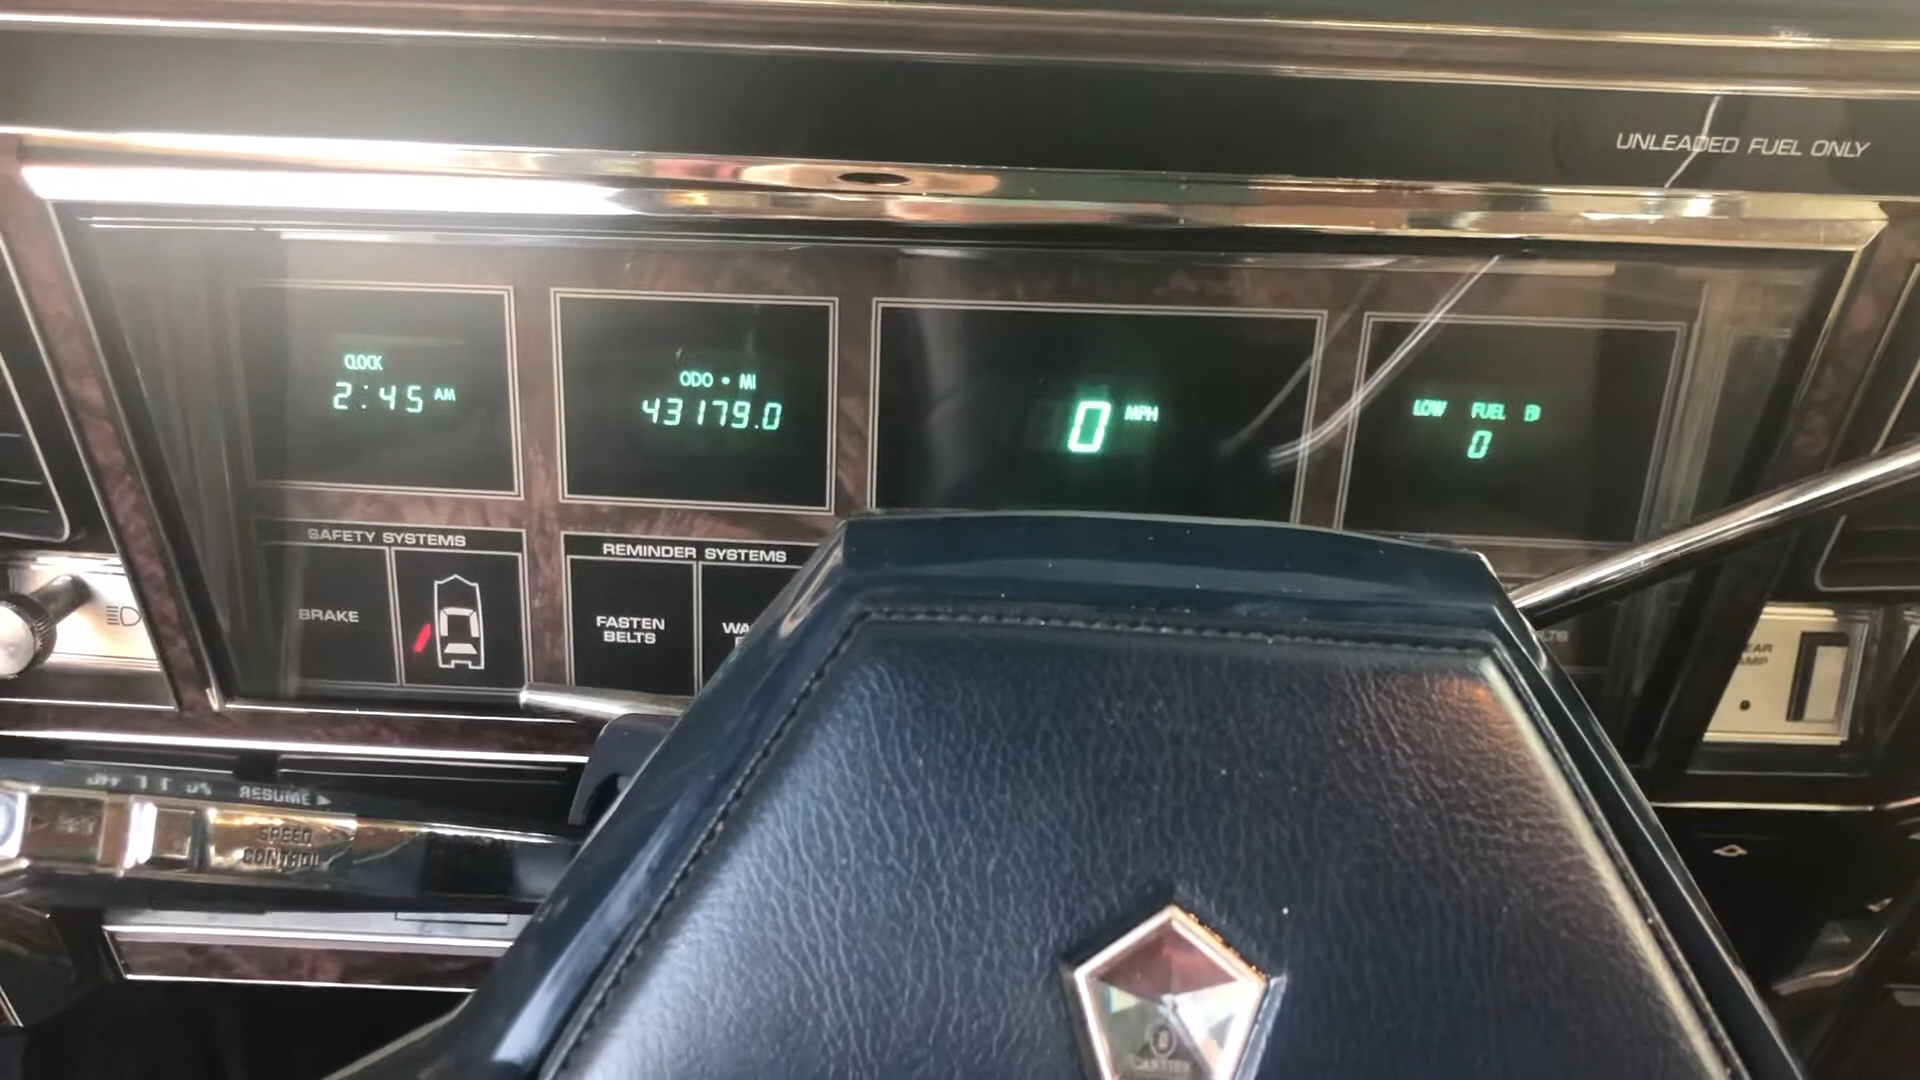 UNLEADED FUEL ONLY
CLOCK
2:45 AM
ODO • MI
43179.0
0 MPH
LOW FUEL
0
SAFETY SYSTEMS
BRAKE
REMINDER SYSTEMS
FASTEN
BELTS
RESUME ►
SPEED
CONTROL